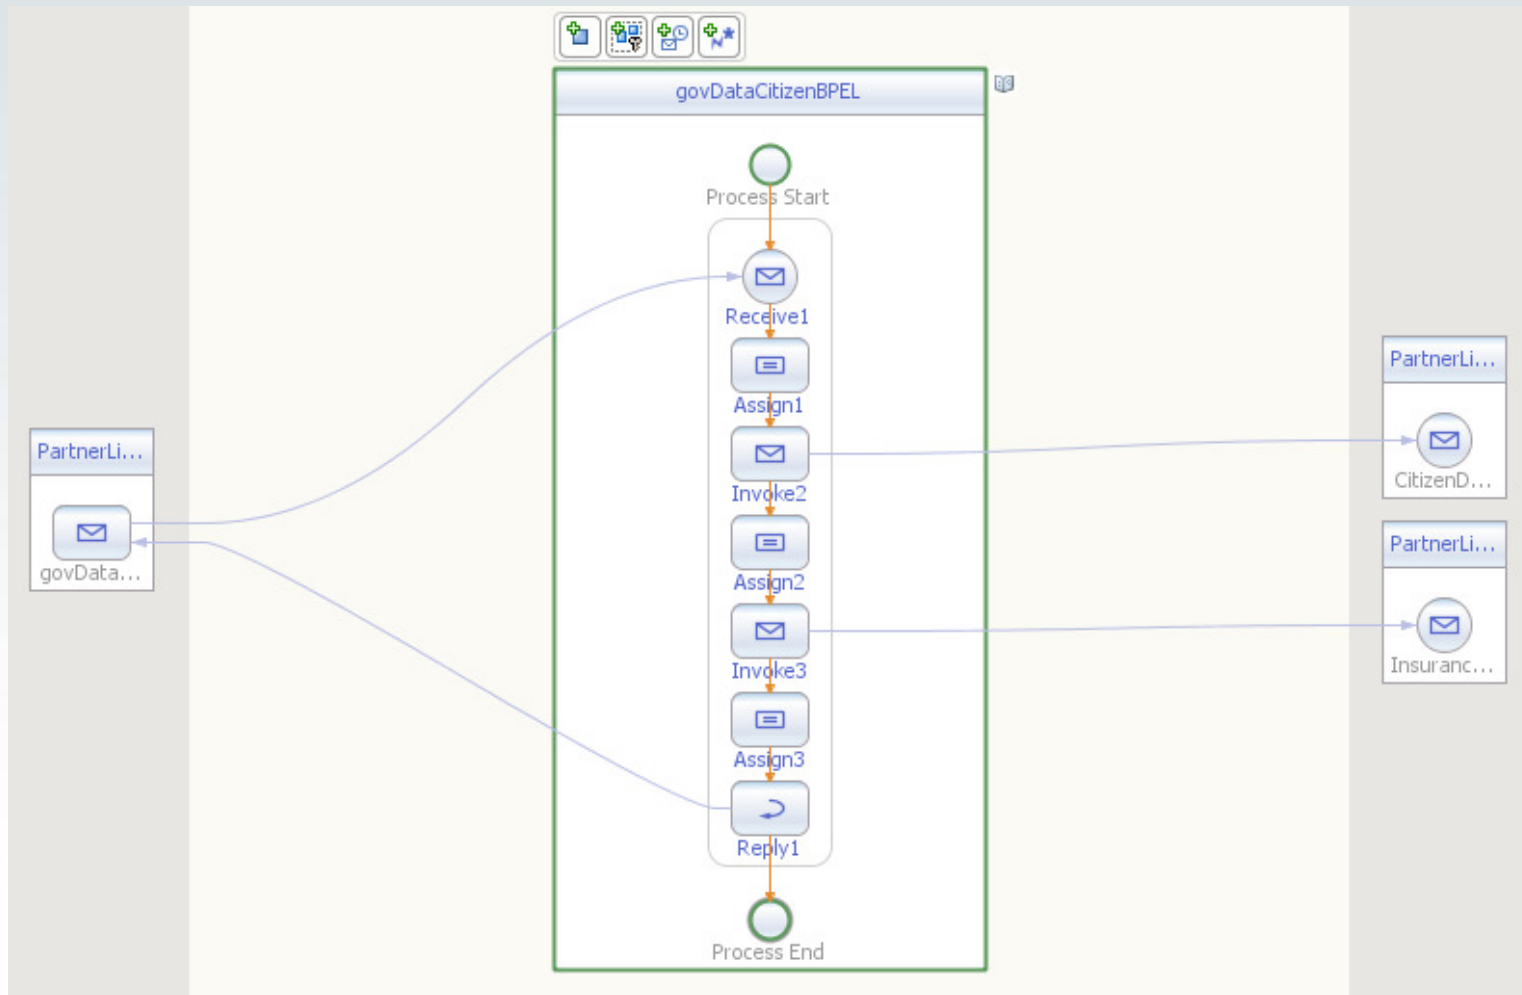 govDataCitizenBPEL
Process Start
Receive1
Assign1
Invoke2
Assign2
Invoke3
Assign3
Reply1
Process End
PartnerLi...
govData...
PartnerLi...
CitizenD...
PartnerLi...
Insuranc...